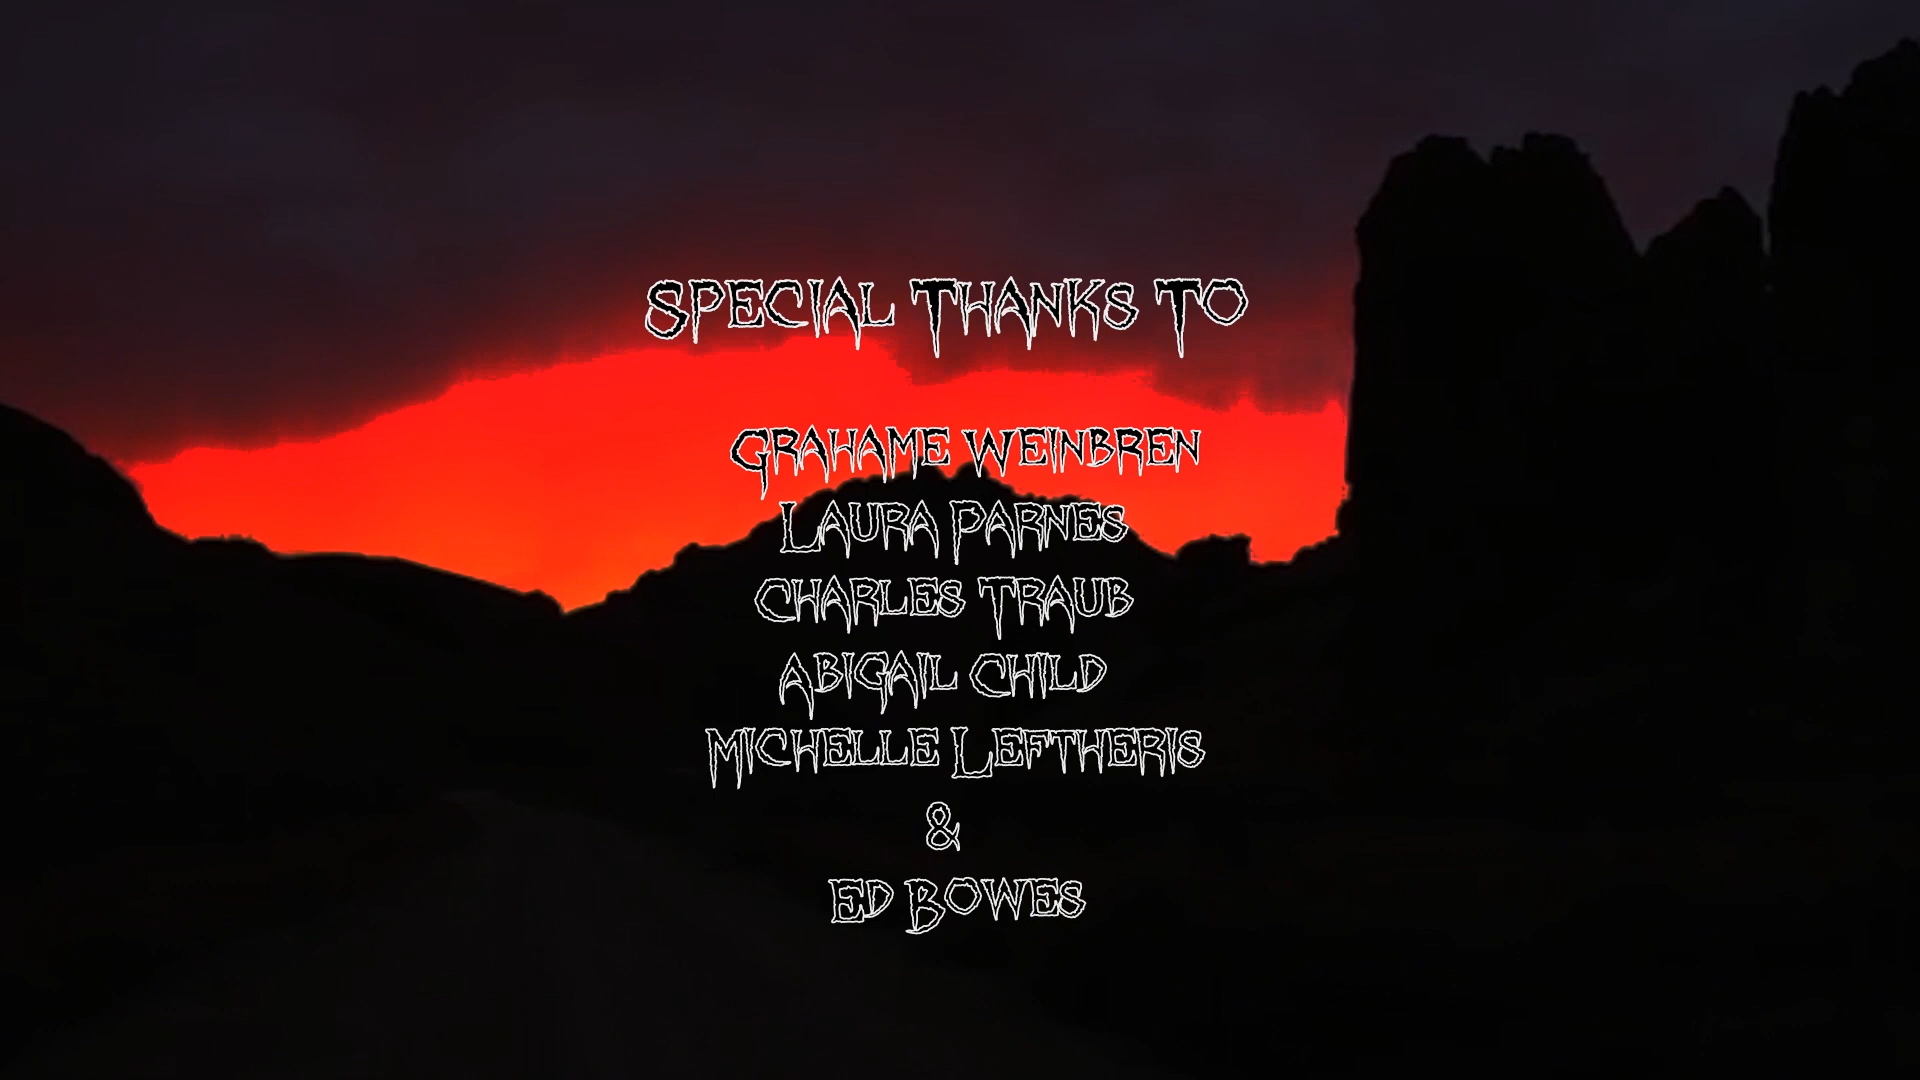 Special Thanks To
Grahame Weinbren
Laura Parnes
Charles Traub
Abigail Child
Michelle Leftheris
&
Ed Bowes